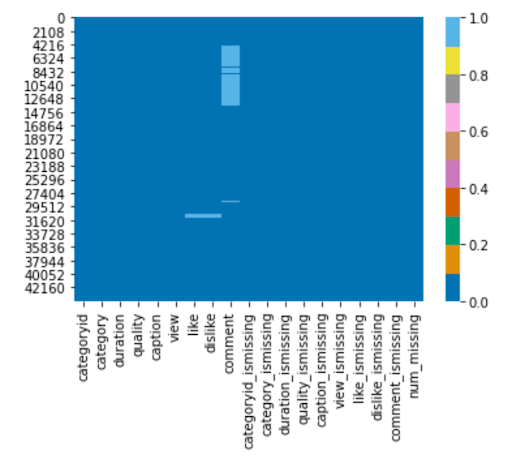 0
2108
4216
6324
8432
10540
12648
14756
16864
18972
21080
23188
25296
27404
29512
31620
33728
35836
37944
40052
42160
categoryid
category
duration
quality
caption
view
like
dislike
comment
categoryid_ismissing
category_ismissing
duration_ismissing
quality_ismissing
caption_ismissing
view_ismissing
like_ismissing
dislike_ismissing
comment_ismissing
num_missing
1.0
0.8
0.6
0.4
0.2
0.0